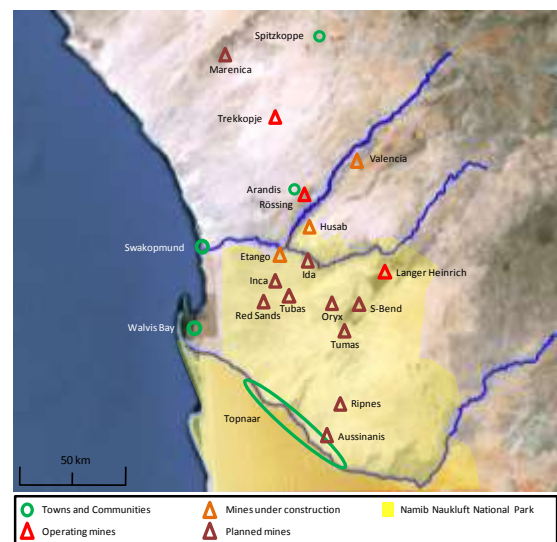 Spitzkoppe
Marenica
Trekkopje
Valencia
Arandis
Rössing
Husab
Swakopmund
Etango
Ida
Langer Heinrich
Inca
Tubas
Red Sands
Oryx
S-Bend
Walvis Bay
Tumas
Ripnes
Topnaar
Aussinanis
50 km
Towns and Communities
Mines under construction
Namib Naukluft National Park
Operating mines
Planned mines